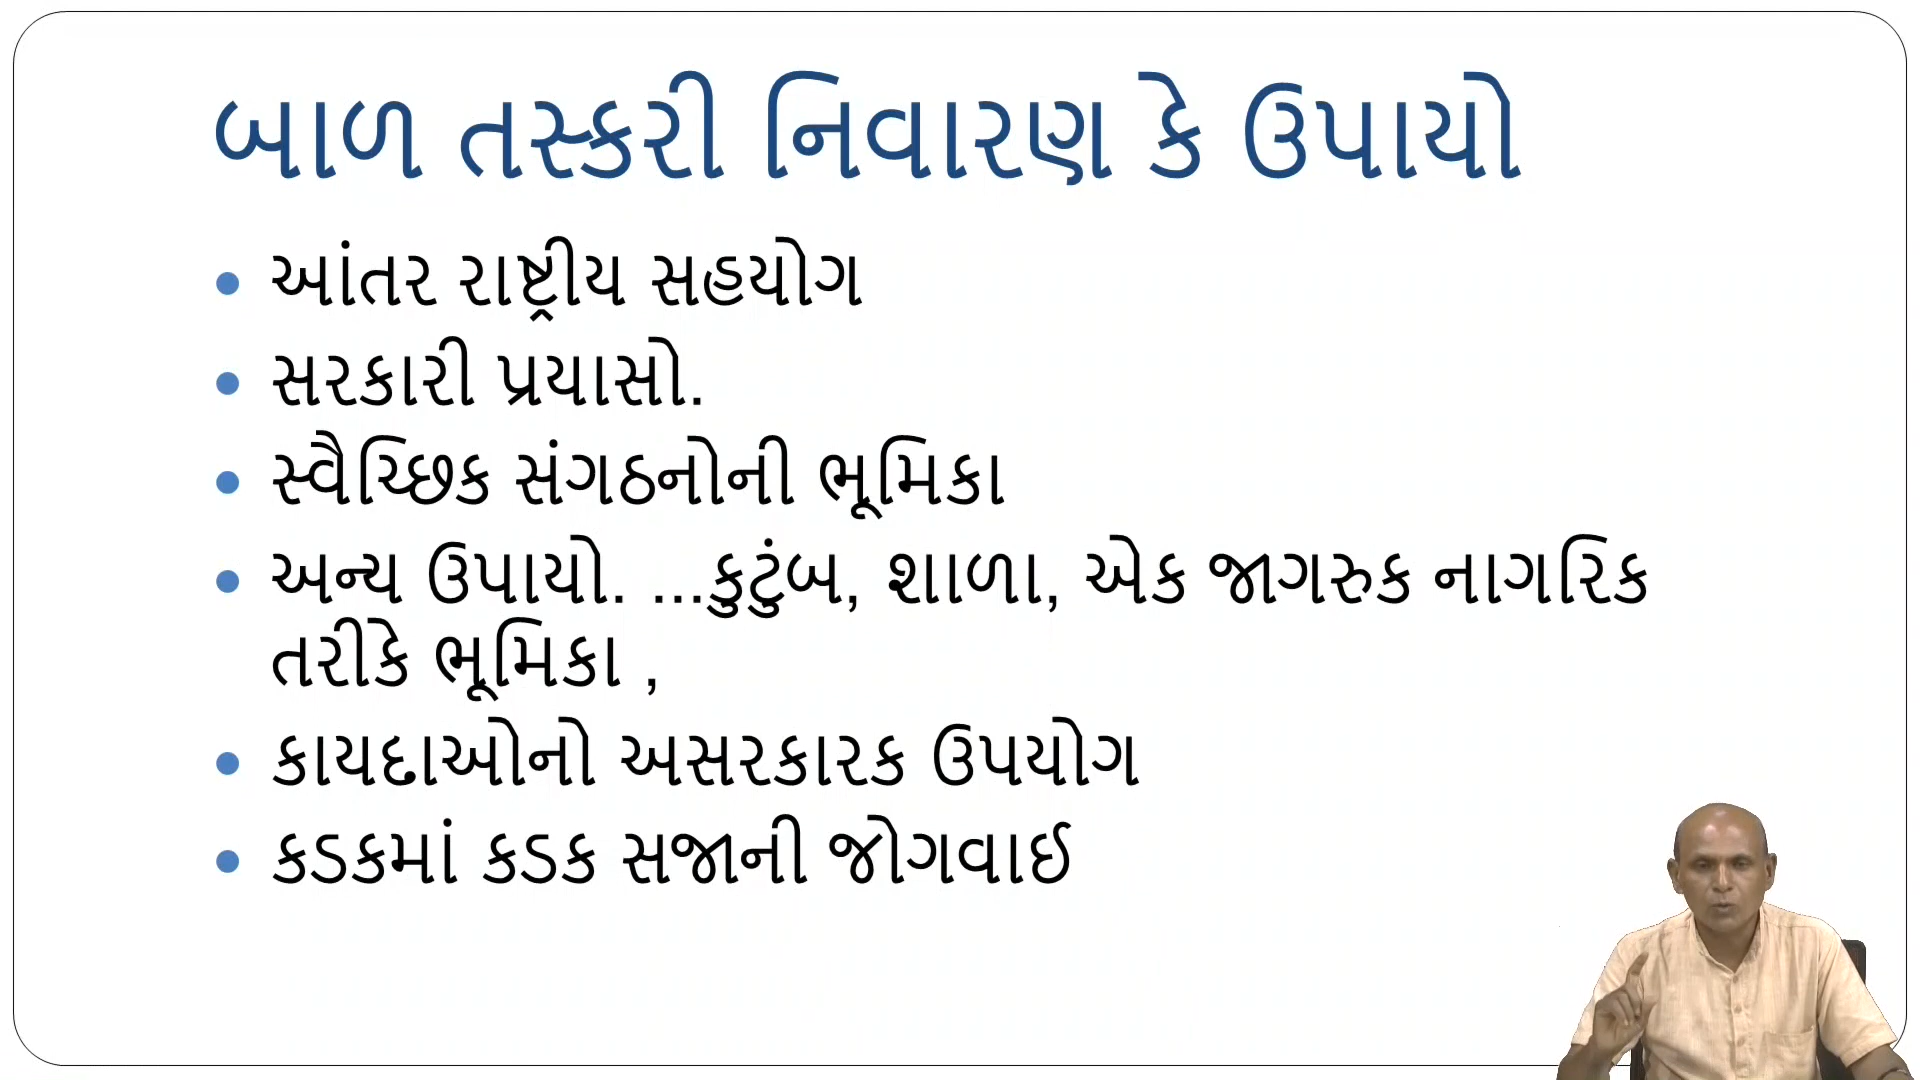 બાળ તસ્કરી નિવારણ કે ઉપાયો
• આંતર રાષ્ટ્રીય સહયોગ
• સરકારી પ્રયાસો.
• સ્વૈચ્છિક સંગઠનોની ભૂમિકા
• અન્ય ઉપાયો. ...કુટુંબ, શાળા, એક જાગરુક નાગરિક
તરીકે ભૂમિકા ,
• કાયદાઓનો અસરકારક ઉપયોગ
• કડકમાં કડક સજાની જોગવાઈ